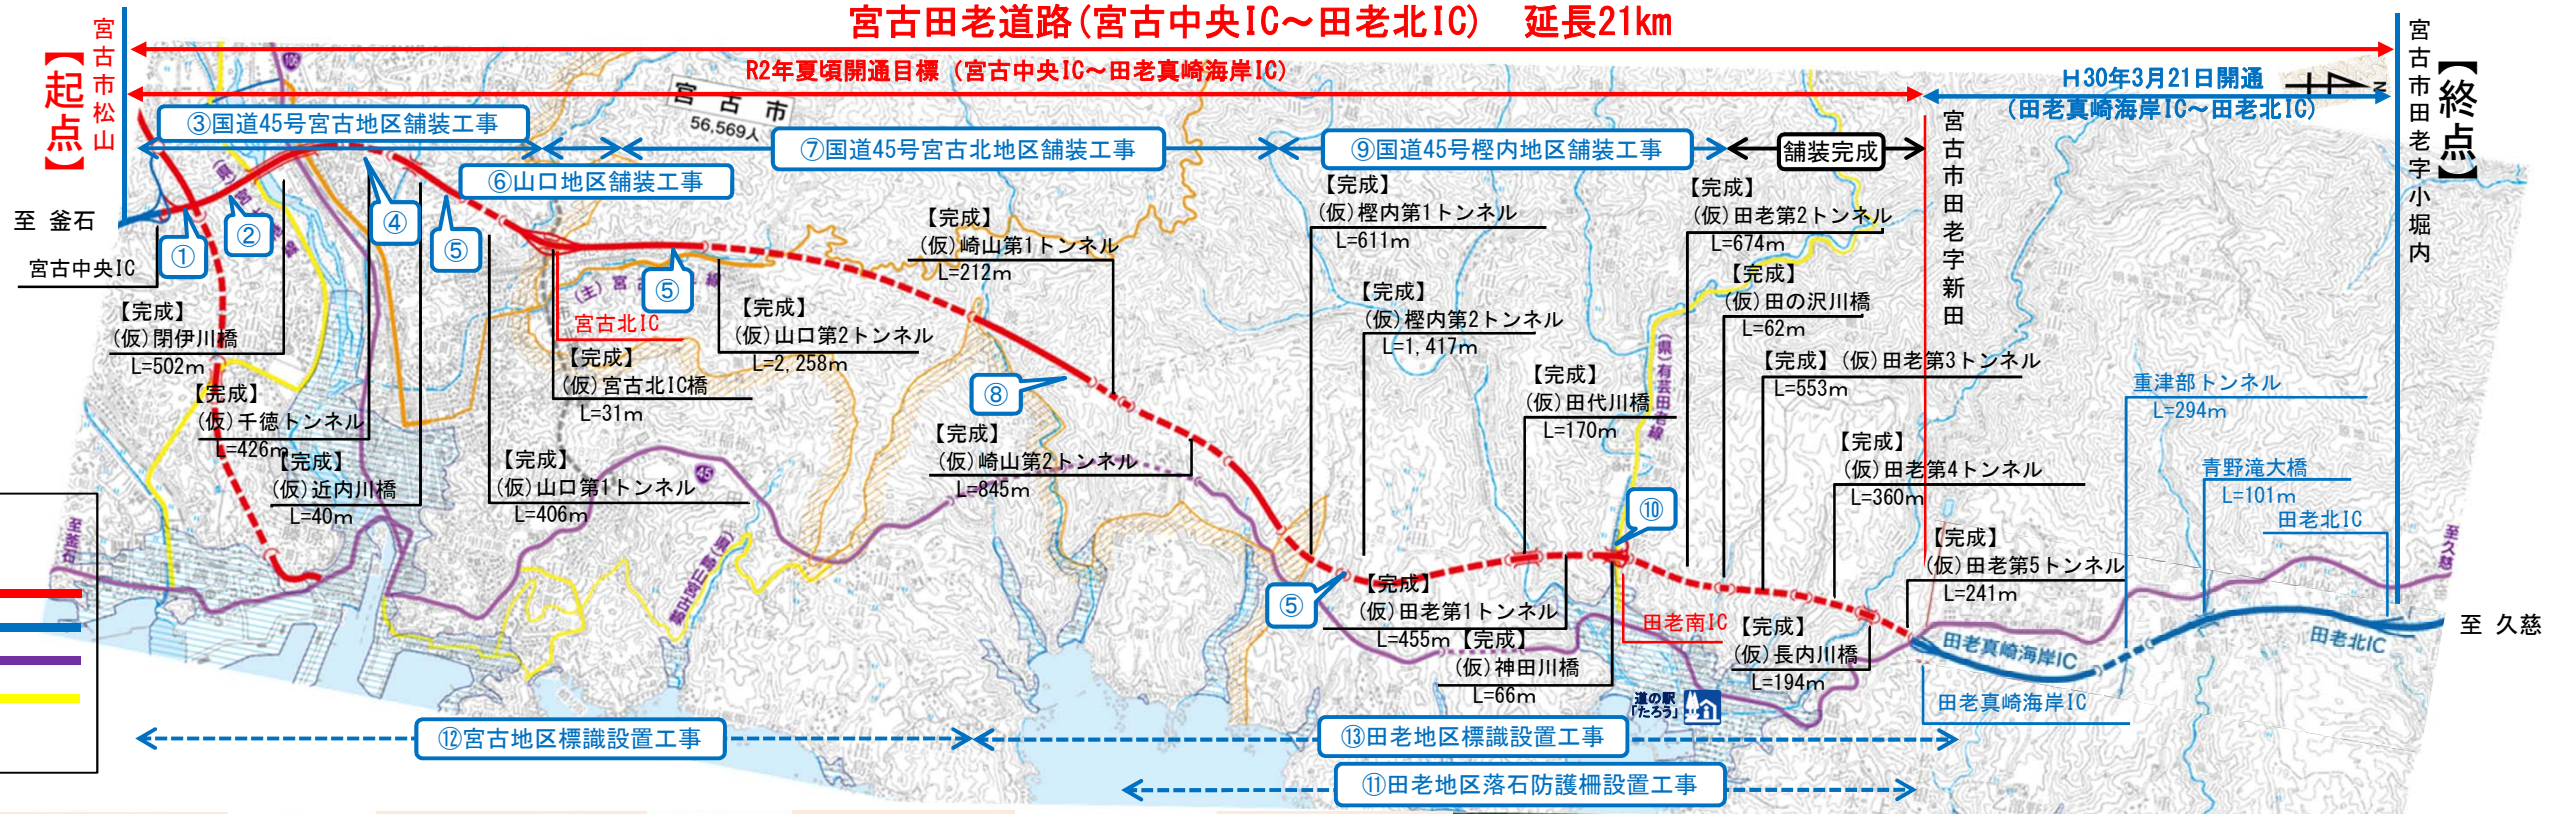 宮古田老道路(宮古中央IC～田老北IC)　延長21km
R2年夏頃開通目標（宮古中央IC～田老真崎海岸IC）
H30年3月21日開通
(田老真崎海岸IC～田老北IC)
【起点】
宮古市松山
【終点】
宮古市田老字小堀内
宮古市田老字新田
N
106
宮古市
56,569人
③国道45号宮古地区舗装工事
⑥山口地区舗装工事
⑦国道45号宮古北地区舗装工事
⑨国道45号樫内地区舗装工事
舗装完成
至 釜石
宮古中央IC
①
②
④
⑤
⑤
⑧
⑤
⑩
【完成】
(仮)閉伊川橋
L=502m
【完成】
(仮)千徳トンネル
L=426m
【完成】
(仮)近内川橋
L=40m
【完成】
(仮)山口第1トンネル
L=406m
宮古北IC
【完成】
(仮)宮古北IC橋
L=31m
【完成】
(仮)山口第2トンネル
L=2,258m
【完成】
(仮)崎山第1トンネル
L=212m
【完成】
(仮)崎山第2トンネル
L=845m
【完成】
(仮)樫内第1トンネル
L=611m
【完成】
(仮)樫内第2トンネル
L=1,417m
【完成】
(仮)田代川橋
L=170m
【完成】
(仮)田老第1トンネル
L=455m
【完成】
(仮)神田川橋
L=66m
田老南IC
【完成】
(仮)田老第2トンネル
L=674m
【完成】
(仮)田の沢川橋
L=62m
【完成】(仮)田老第3トンネル
L=553m
【完成】
(仮)田老第4トンネル
L=360m
【完成】
(仮)長内川橋
L=194m
【完成】
(仮)田老第5トンネル
L=241m
重津部トンネル
L=294m
青野滝大橋
L=101m
田老北IC
田老真崎海岸IC
田老真崎海岸IC
田老北IC
至 久慈
至久慈
至釜石
45
(県)有芸田老線
(県)崎山宮古線
道の駅
「たろう」
⑫宮古地区標識設置工事
⑬田老地区標識設置工事
⑪田老地区落石防護柵設置工事